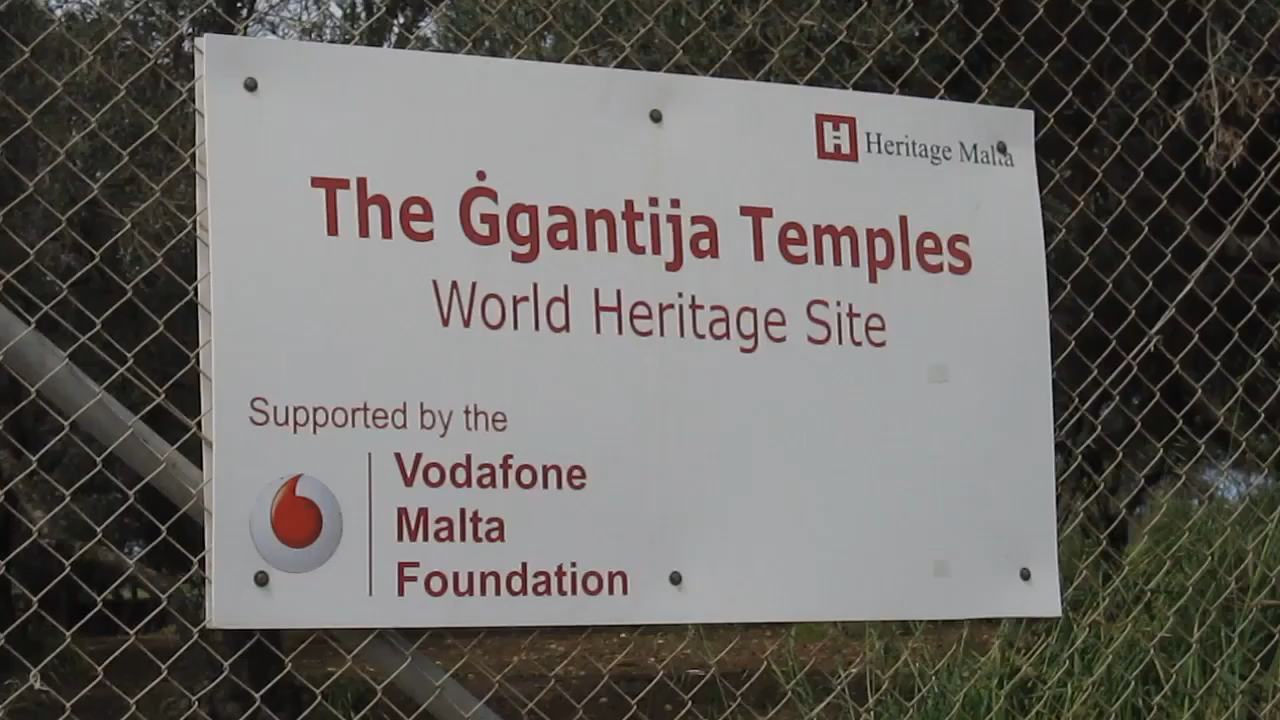 Heritage Malta
The Ġgantija Temples
World Heritage Site
Supported by the
Vodafone
Malta
Foundation